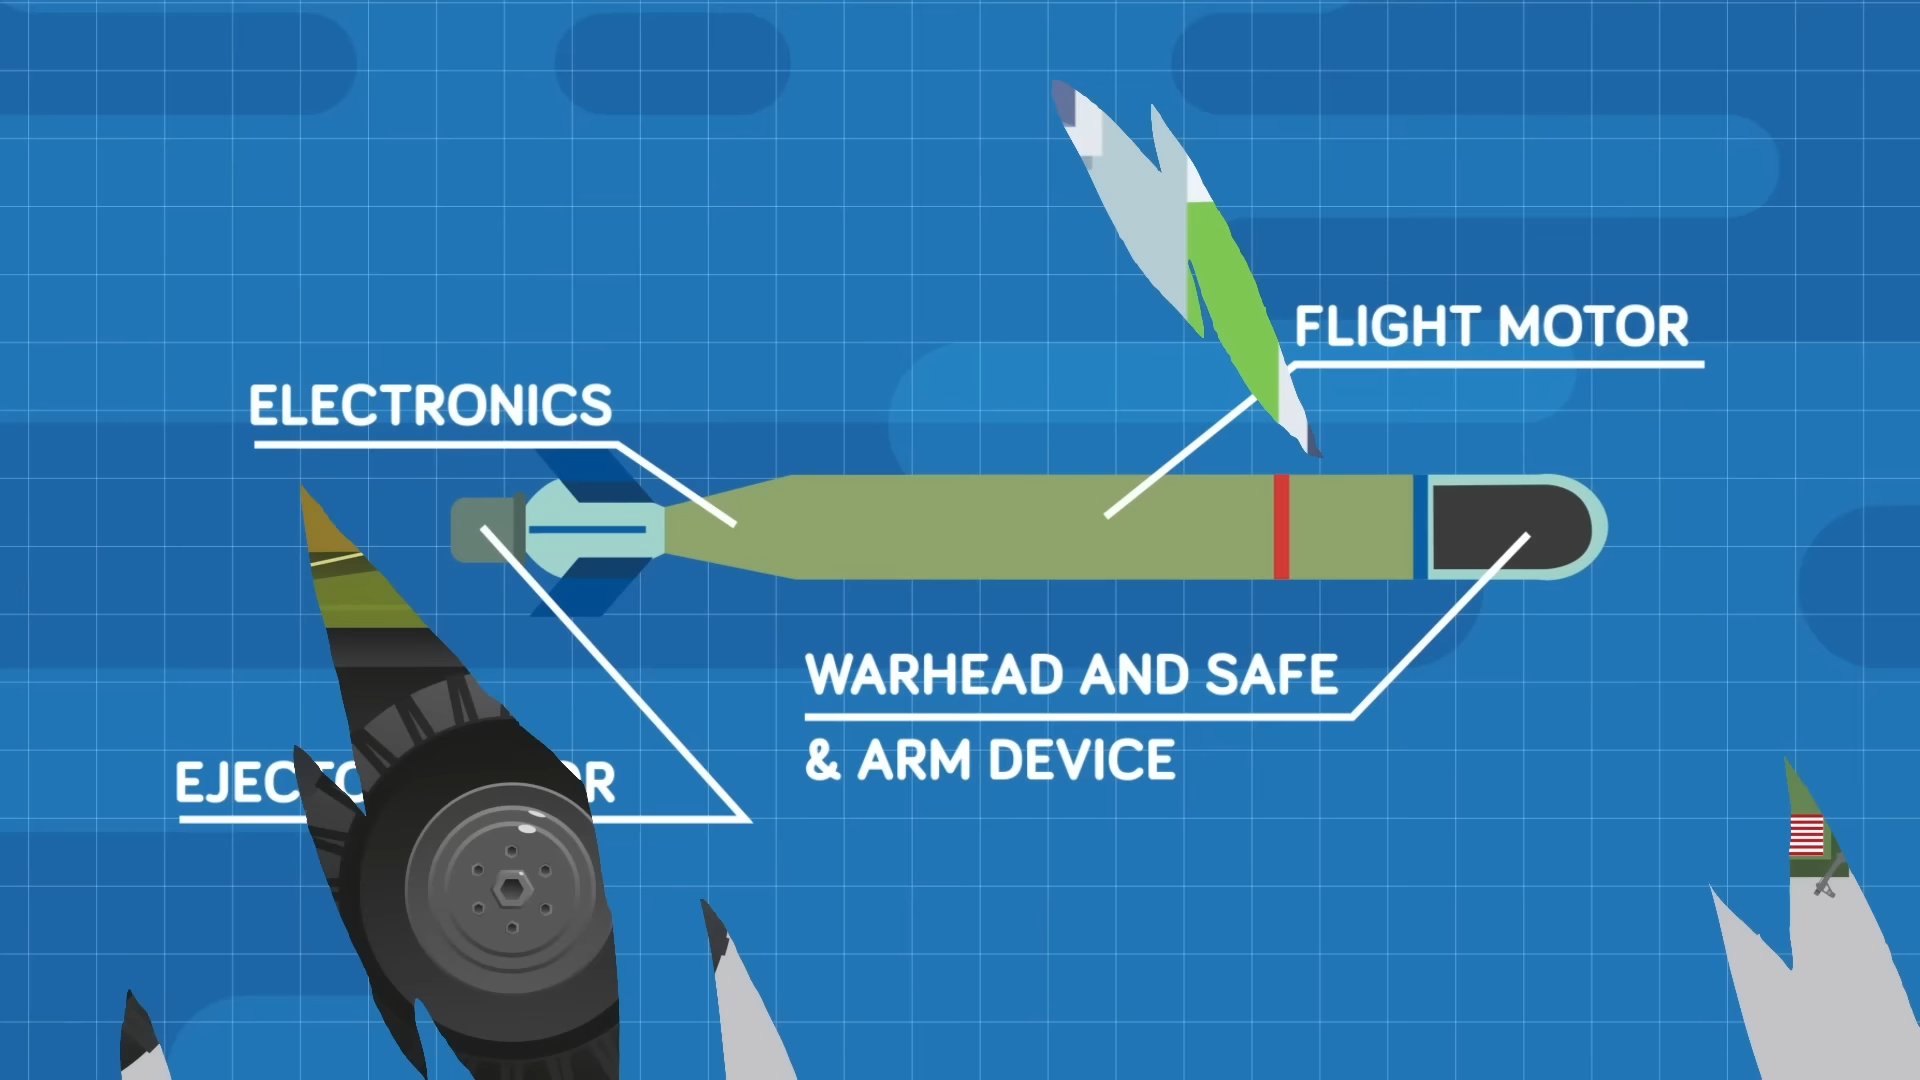 FLIGHT MOTOR
ELECTRONICS
WARHEAD AND SAFE
& ARM DEVICE